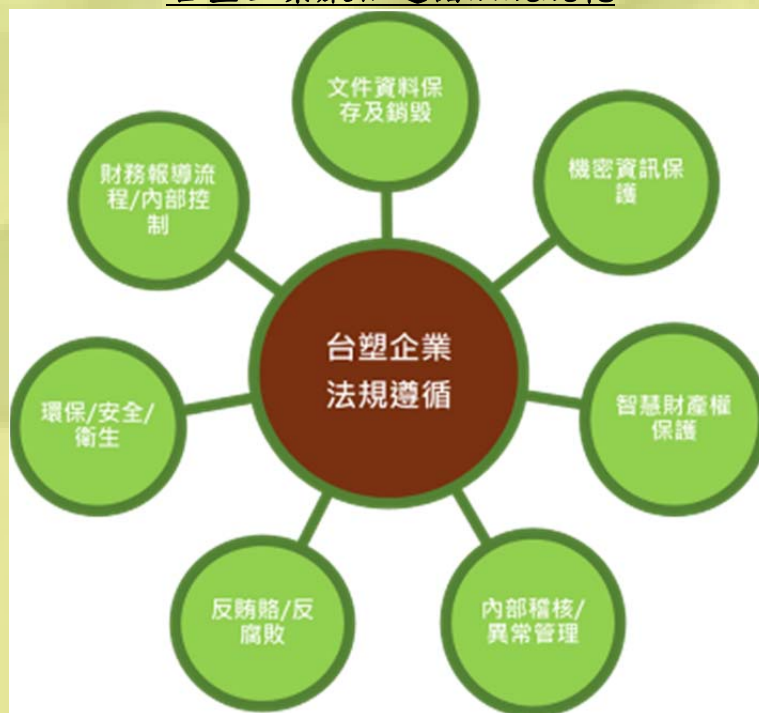 文件資料保
存及銷毀
機密資訊保
護
財務報導流
程/內部控
制
台塑企業
法規遵循
智慧財產權
保護
環保/安全/
衛生
反賄賂/反
腐敗
內部稽核/
異常管理